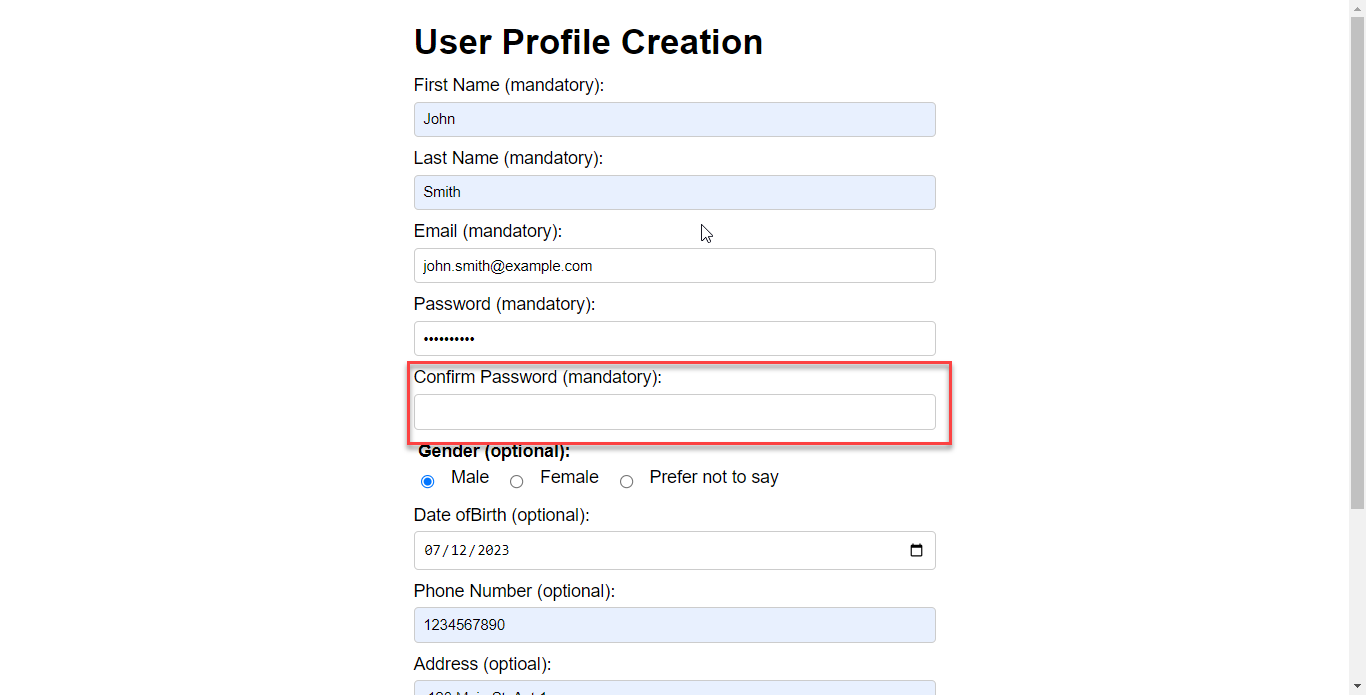 User Profile Creation
First Name (mandatory):
John
Last Name (mandatory):
Smith
Email (mandatory):
john.smith@example.com
Password (mandatory):
••••••••••
Confirm Password (mandatory):
Gender (optional):
Male Female Prefer not to say
Date ofBirth (optional):
07/12/2023
Phone Number (optional):
1234567890
Address (optioal):